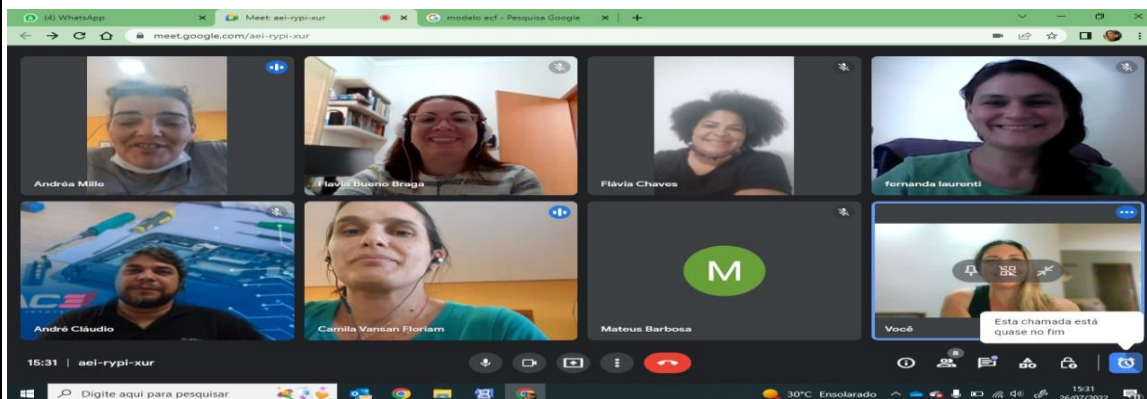 (4) WhatsApp
Meet: aei-rypi-xur
modelo ecf - Pesquisa Google
meet.google.com/aei-rypi-xur
Andréa Mille
Flavia Bueno Braga
Flávia Chaves
fernanda laurenti
André Cláudio
Camila Vansan Floriam
M
Mateus Barbosa
Você
Esta chamada está
quase no fim
15:31 | aei-rypi-xur
8
Digite aqui para pesquisar
30°C Ensolarado
15:31
26/07/2022